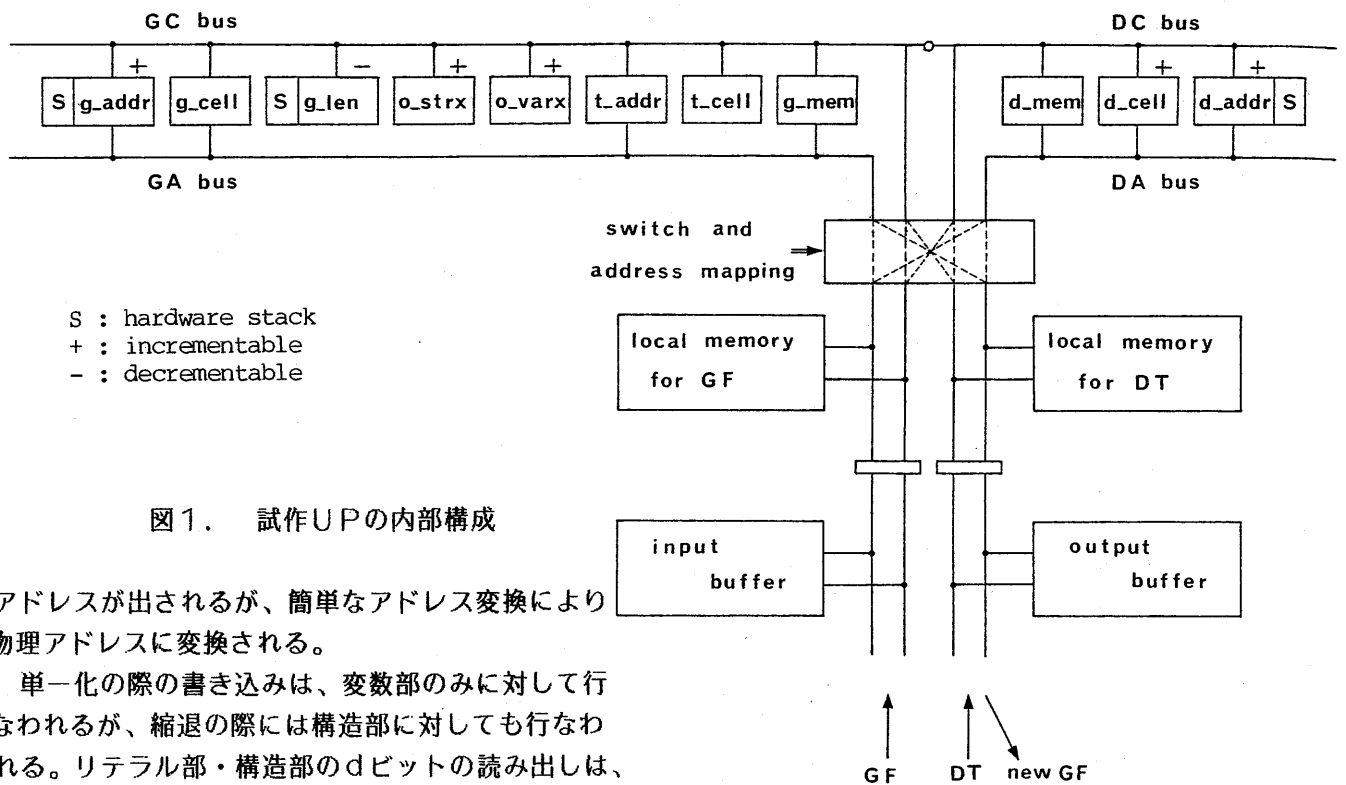 GC bus
DC bus
+ - + + + +
S g_addr g_cell S g_len o_strx o_varx t_addr t_cell g_mem d_mem d_cell d_addr S
GA bus
DA bus
switch and
address mapping
S : hardware stack
+ : incrementable
- : decrementable
local memory
for GF
local memory
for DT
図1. 試作UPの内部構成
input
buffer
output
buffer
アドレスが出されるが、簡単なアドレス変換により
物理アドレスに変換される。
単一化の際の書き込みは、変数部のみに対して行
なわれるが、縮退の際には構造部に対しても行なわ
れる。リテラル部・構造部のdビットの読み出しは、
GF DT new GF